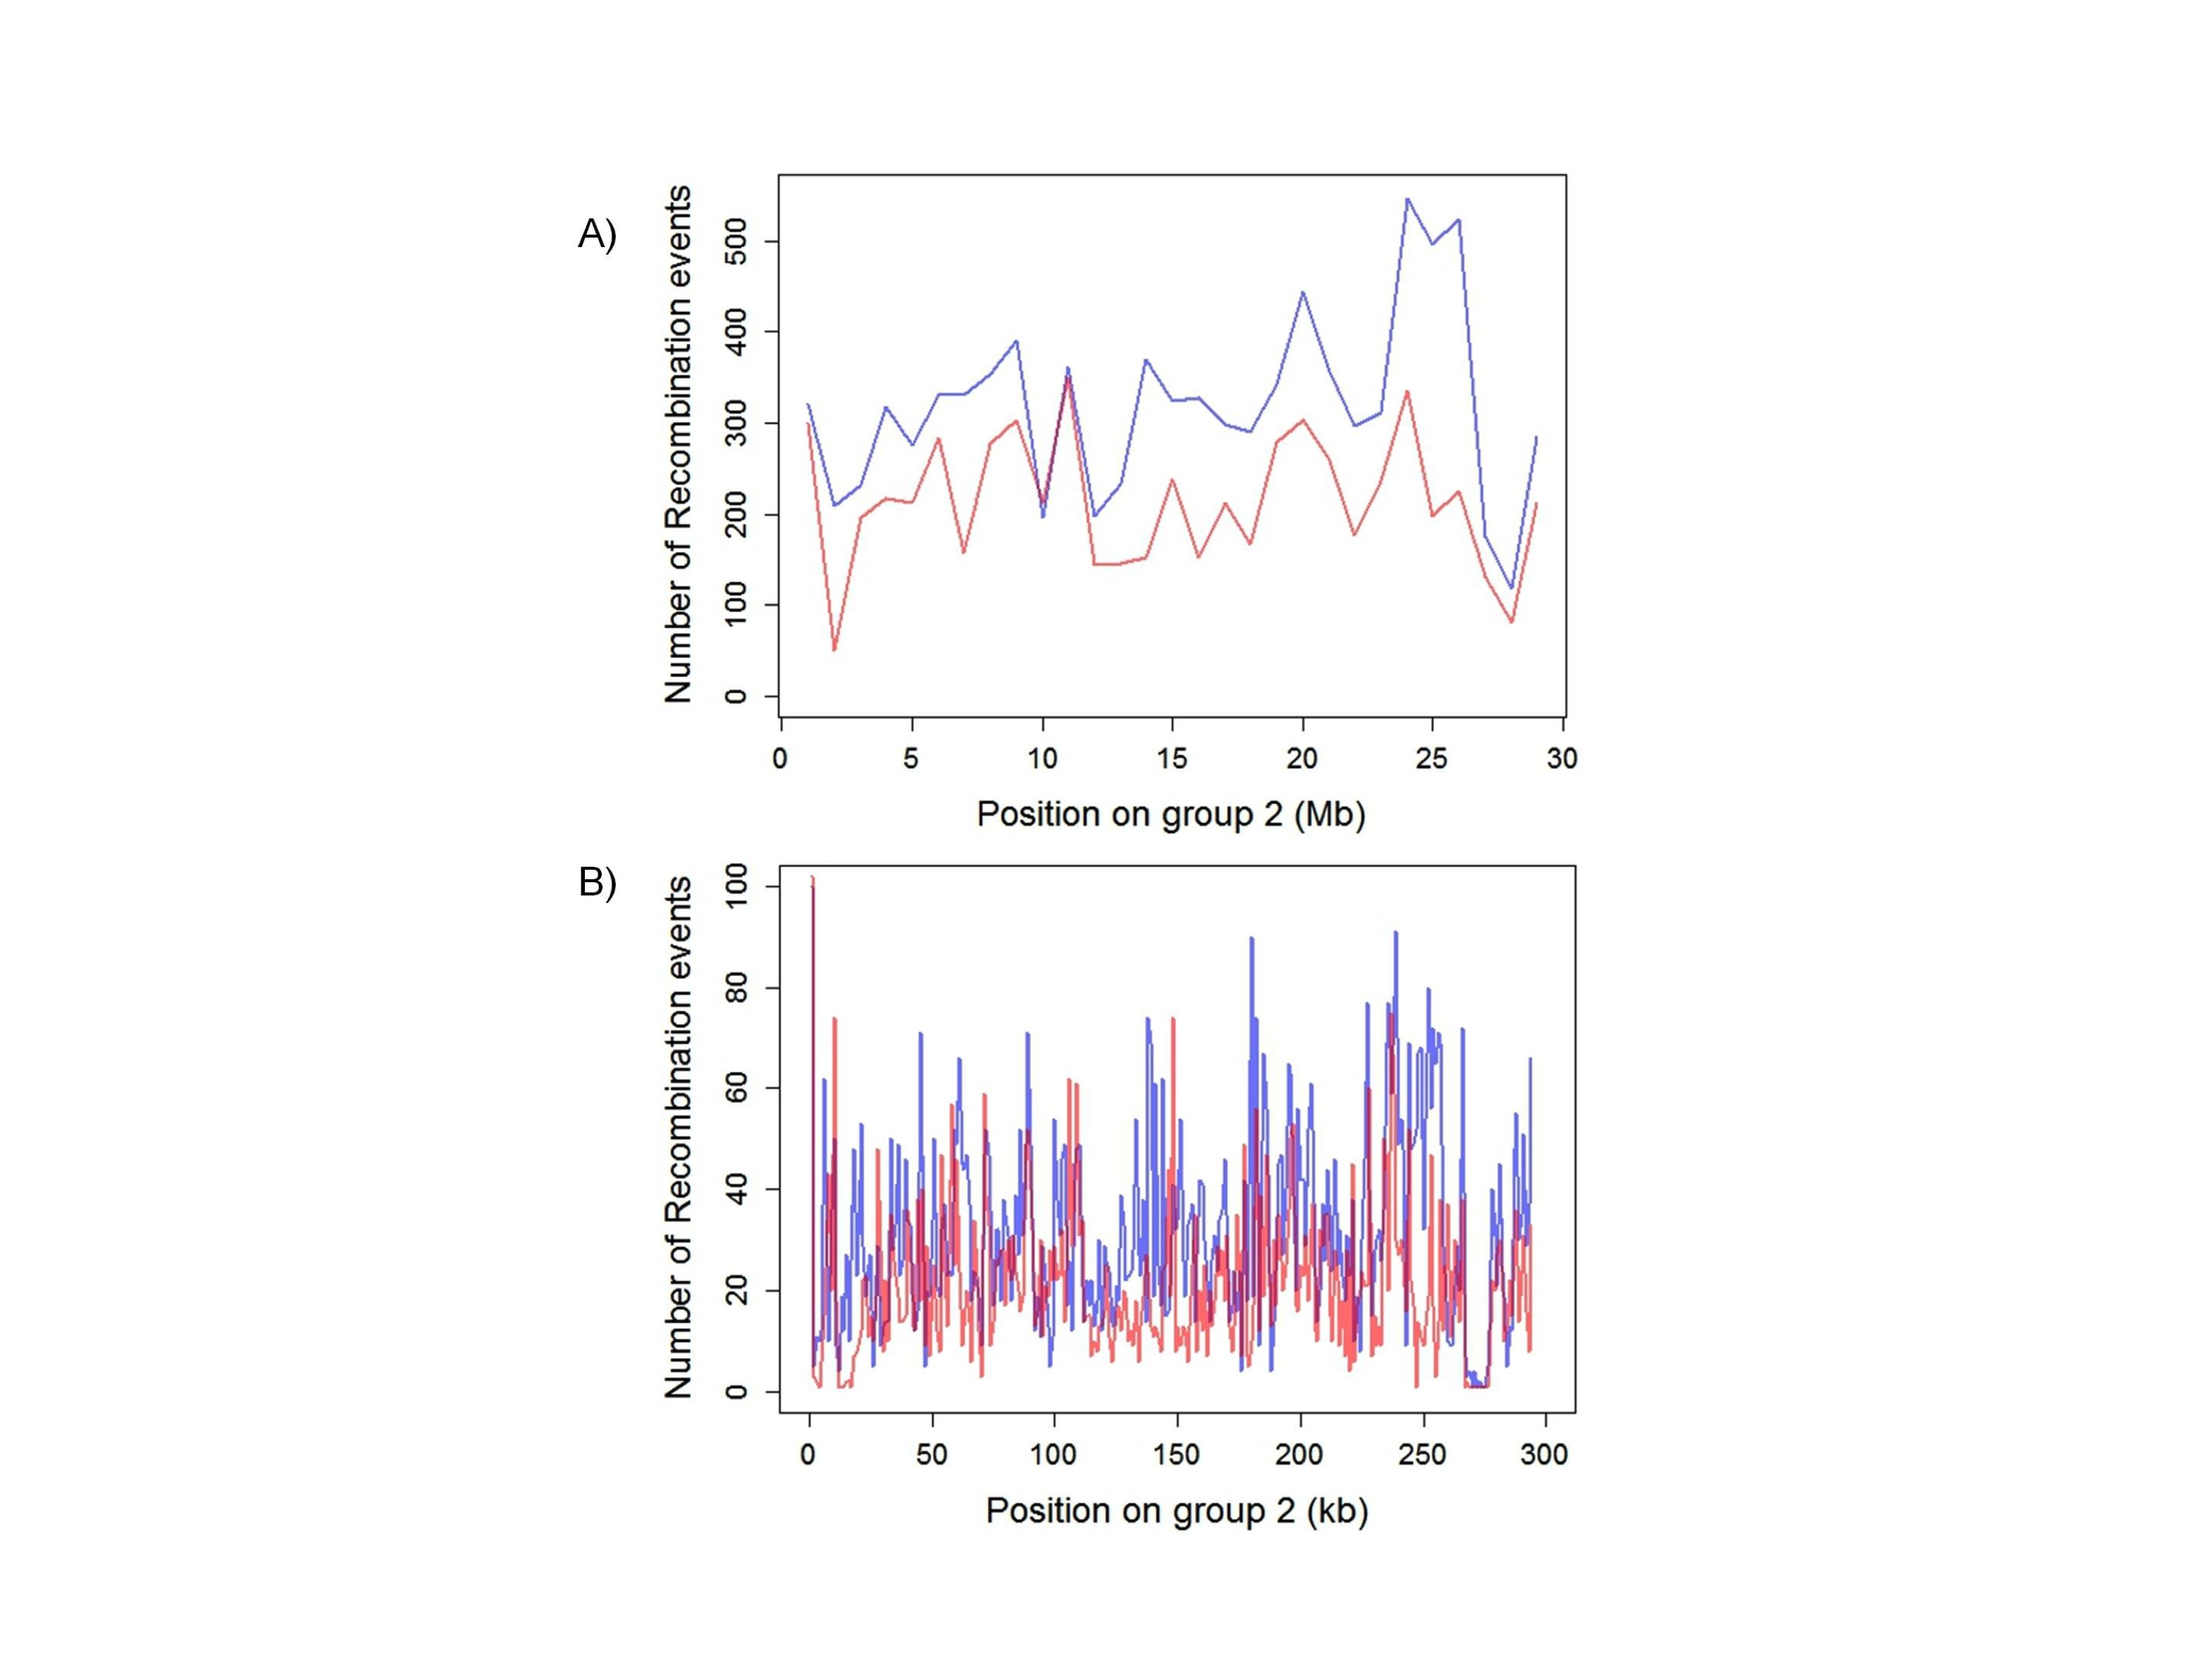 A)
Number of Recombination events
500
400
300
200
100
0
0 5 10 15 20 25 30
Position on group 2 (Mb)
B)
Number of Recombination events
100
80
60
40
20
0
0 50 100 150 200 250 300
Position on group 2 (kb)